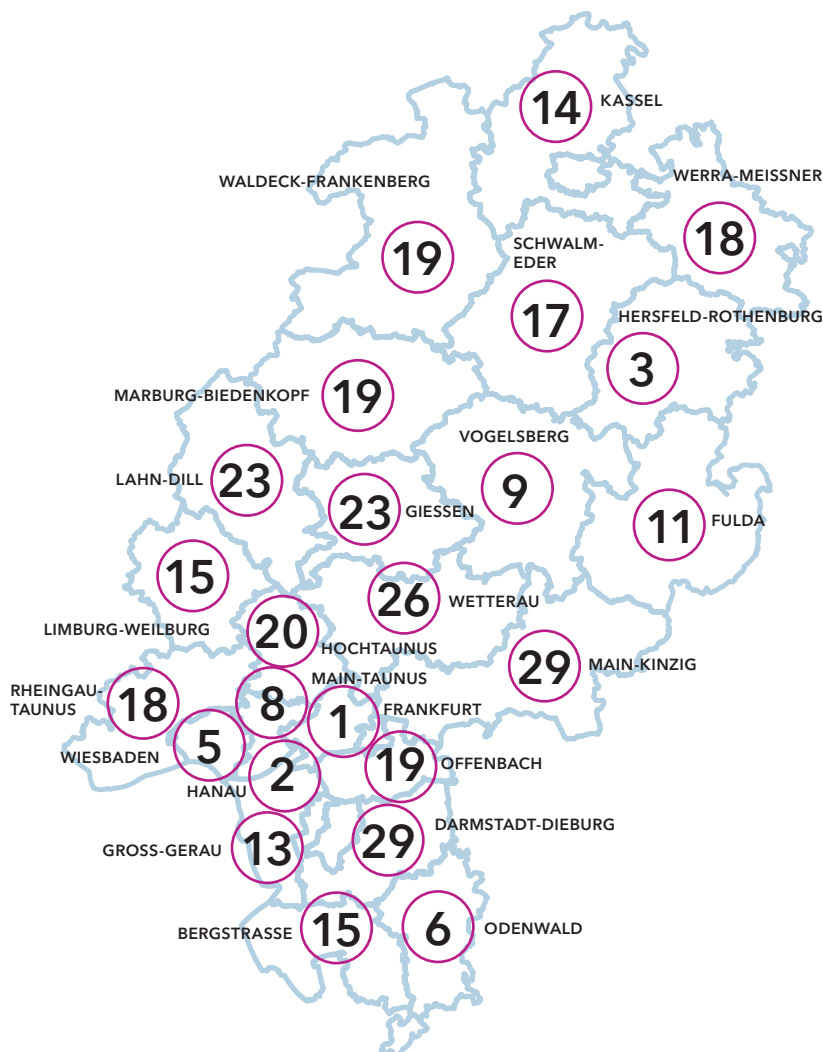 14
KASSEL
WALDECK-FRANKENBERG
19
WERRA-MEISSNER
18
SCHWALM-
EDER
17
HERSFELD-ROTHENBURG
3
MARBURG-BIEDENKOPF
19
VOGELSBERG
9
LAHN-DILL
23
23
GIESSEN
11
FULDA
15
LIMBURG-WEILBURG
26
WETTERAU
20
HOCHTAUNUS
29
MAIN-KINZIG
RHEINGAU-
TAUNUS
18
8
MAIN-TAUNUS
1
FRANKFURT
WIESBADEN
5
HANAU
2
19
OFFENBACH
GROSS-GERAU
13
29
DARMSTADT-DIEBURG
BERGSTRASSE
15
6
ODENWALD